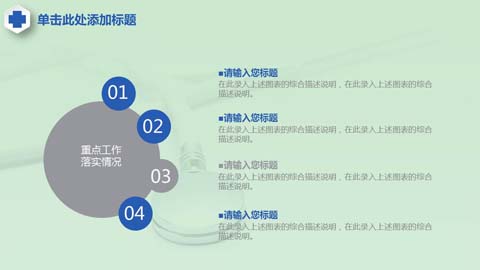 单击此处添加标题
01
02
03
04
重点工作
落实情况
■请输入您标题
在此录入上述图表的综合描述说明，在此录入上述图表的综合
描述说明。
■请输入您标题
在此录入上述图表的综合描述说明，在此录入上述图表的综合
描述说明。
■请输入您标题
在此录入上述图表的综合描述说明，在此录入上述图表的综合
描述说明。
■请输入您标题
在此录入上述图表的综合描述说明，在此录入上述图表的综合
描述说明。